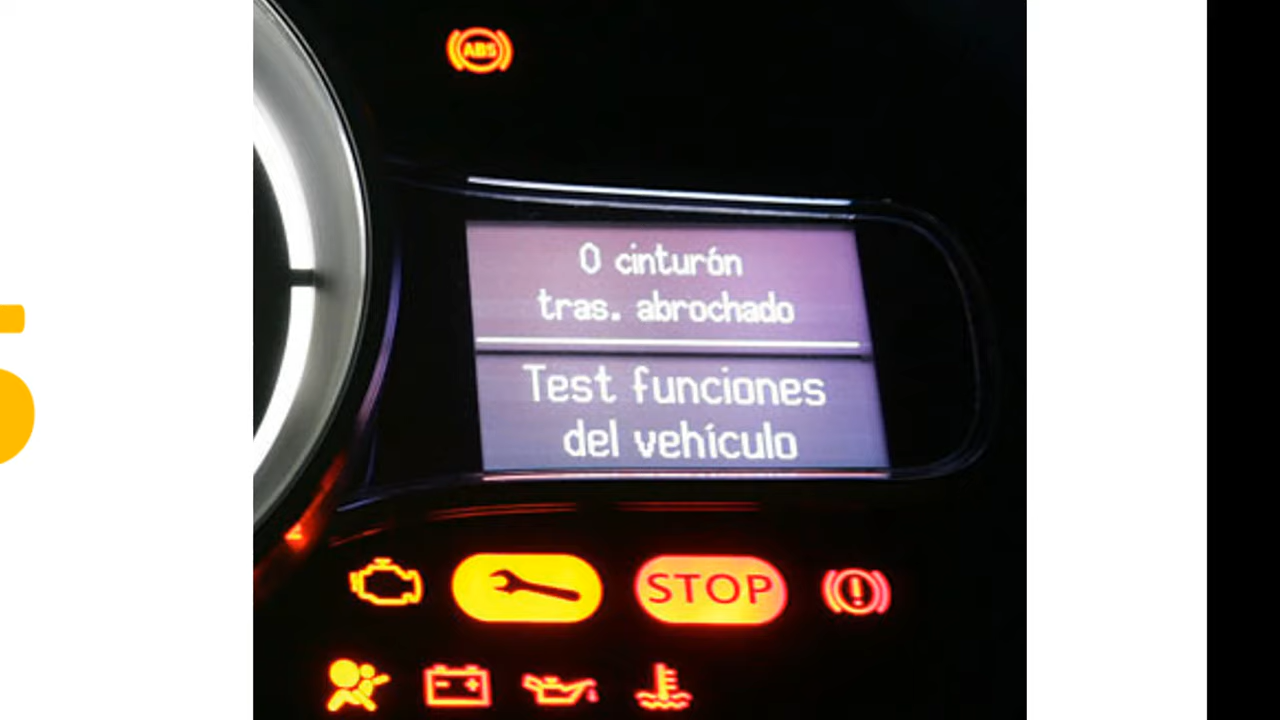 ABS
0 cinturón
tras. abrochado
Test funciones
del vehículo
STOP